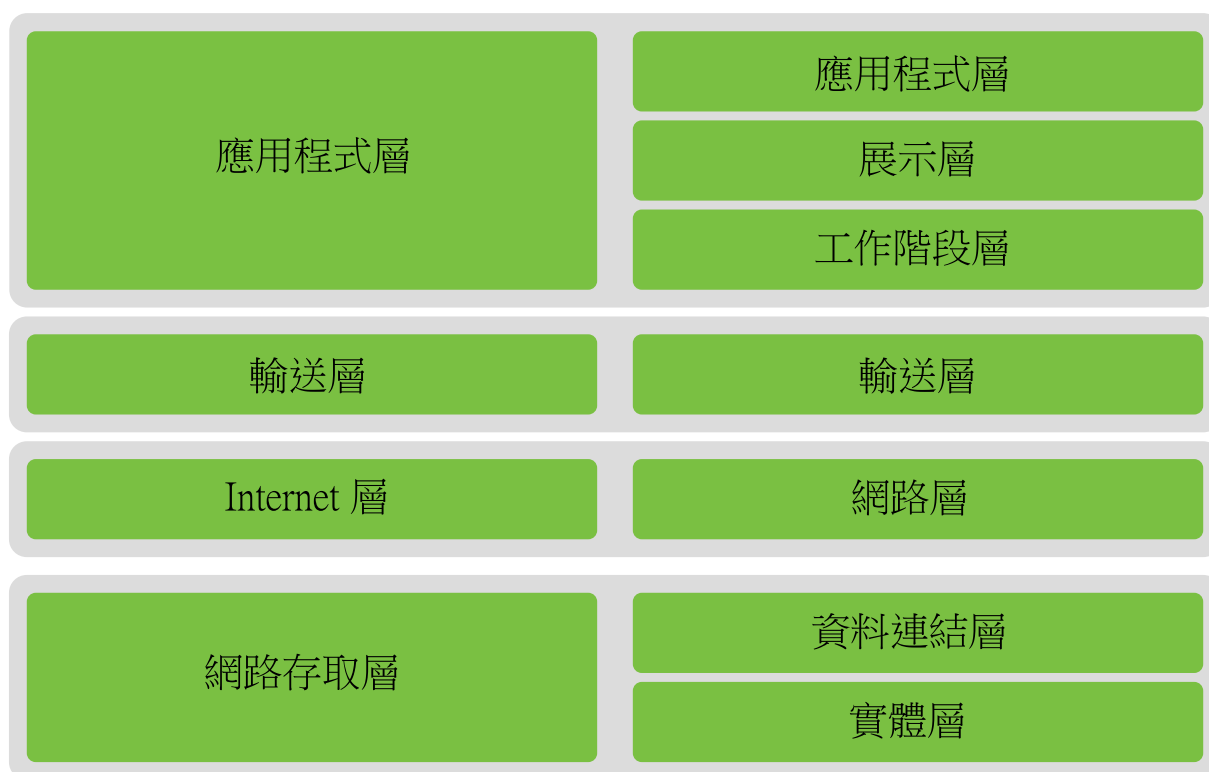 應用程式層
應用程式層
展示層
工作階段層
輸送層
輸送層
Internet 層
網路層
網路存取層
資料連結層
實體層